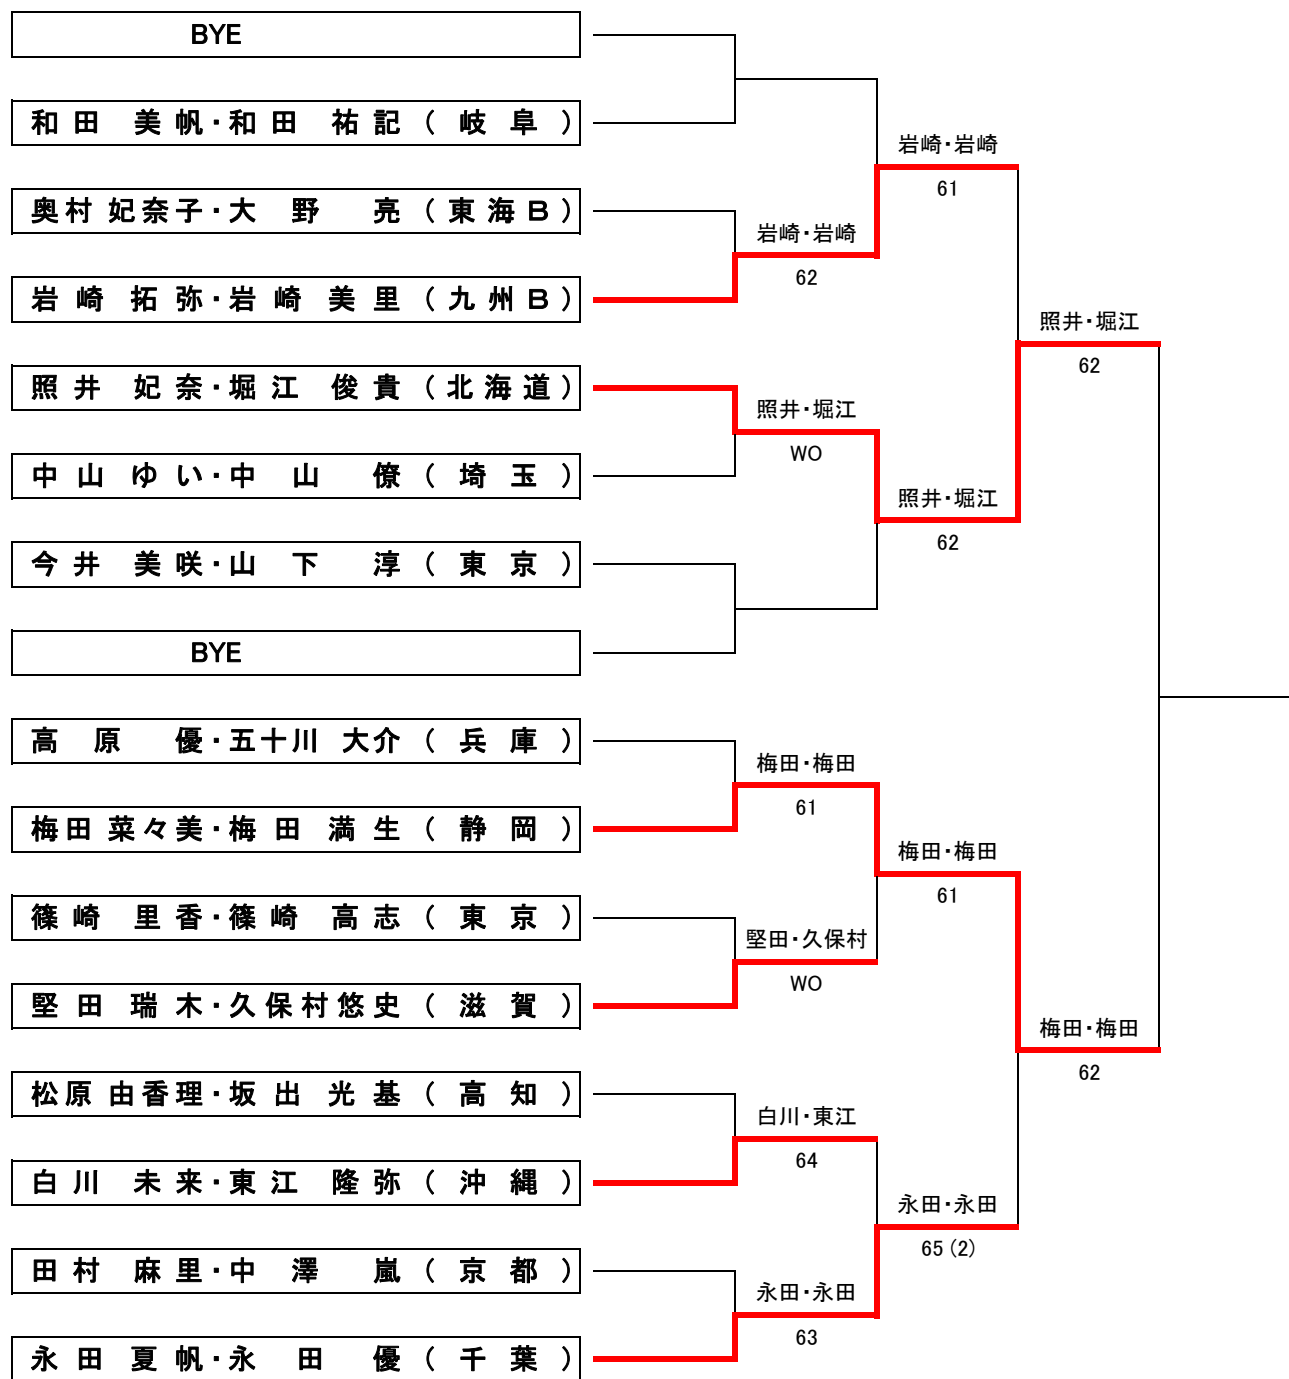 BYE
和田 美帆・和田 祐記（岐阜）
岩崎・岩崎
61
奥村 妃奈子・大野 亮（東海Ｂ）
岩崎・岩崎
62
岩崎 拓弥・岩崎 美里（九州Ｂ）
照井・堀江
62
照井 妃奈・堀江 俊貴（北海道）
照井・堀江
WO
中山 ゆい・中山 僚（埼玉）
照井・堀江
62
今井 美咲・山下 淳（東京）
BYE
高原 優・五十川 大介（兵庫）
梅田・梅田
61
梅田 菜々美・梅田 満生（静岡）
梅田・梅田
61
篠崎 里香・篠崎 高志（東京）
堅田・久保村
WO
堅田 瑞木・久保村悠史（滋賀）
梅田・梅田
62
松原 由香理・坂出 光基（高知）
白川・東江
64
白川 未来・東江 隆弥（沖縄）
永田・永田
65（2）
田村 麻里・中澤 嵐（京都）
永田・永田
63
永田 夏帆・永田 優（千葉）